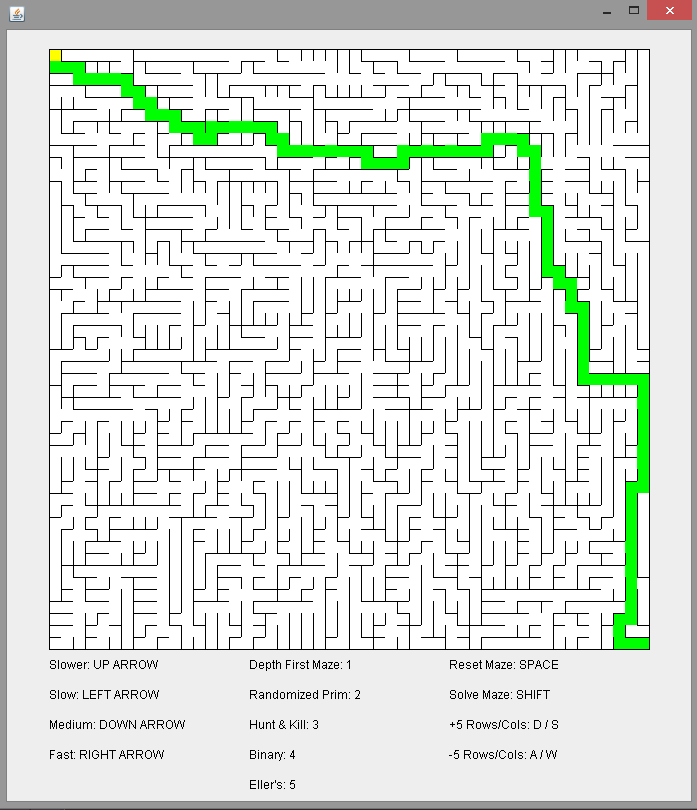 Slower: UP ARROW
Depth First Maze: 1
Reset Maze: SPACE
Slow: LEFT ARROW
Randomized Prim: 2
Solve Maze: SHIFT
Medium: DOWN ARROW
Hunt & Kill: 3
+5 Rows/Cols: D / S
Fast: RIGHT ARROW
Binary: 4
-5 Rows/Cols: A / W
Eller's: 5